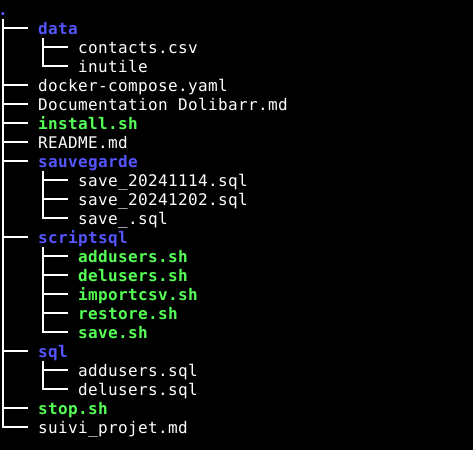 .
├── data
│   ├── contacts.csv
│   └── inutile
├── docker-compose.yaml
├── Documentation Dolibarr.md
├── install.sh
├── README.md
├── sauvegarde
│   ├── save_20241114.sql
│   ├── save_20241202.sql
│   └── save_.sql
├── scriptsql
│   ├── addusers.sh
│   ├── delusers.sh
│   ├── importcsv.sh
│   ├── restore.sh
│   └── save.sh
├── sql
│   ├── addusers.sql
│   └── delusers.sql
├── stop.sh
└── suivi_projet.md